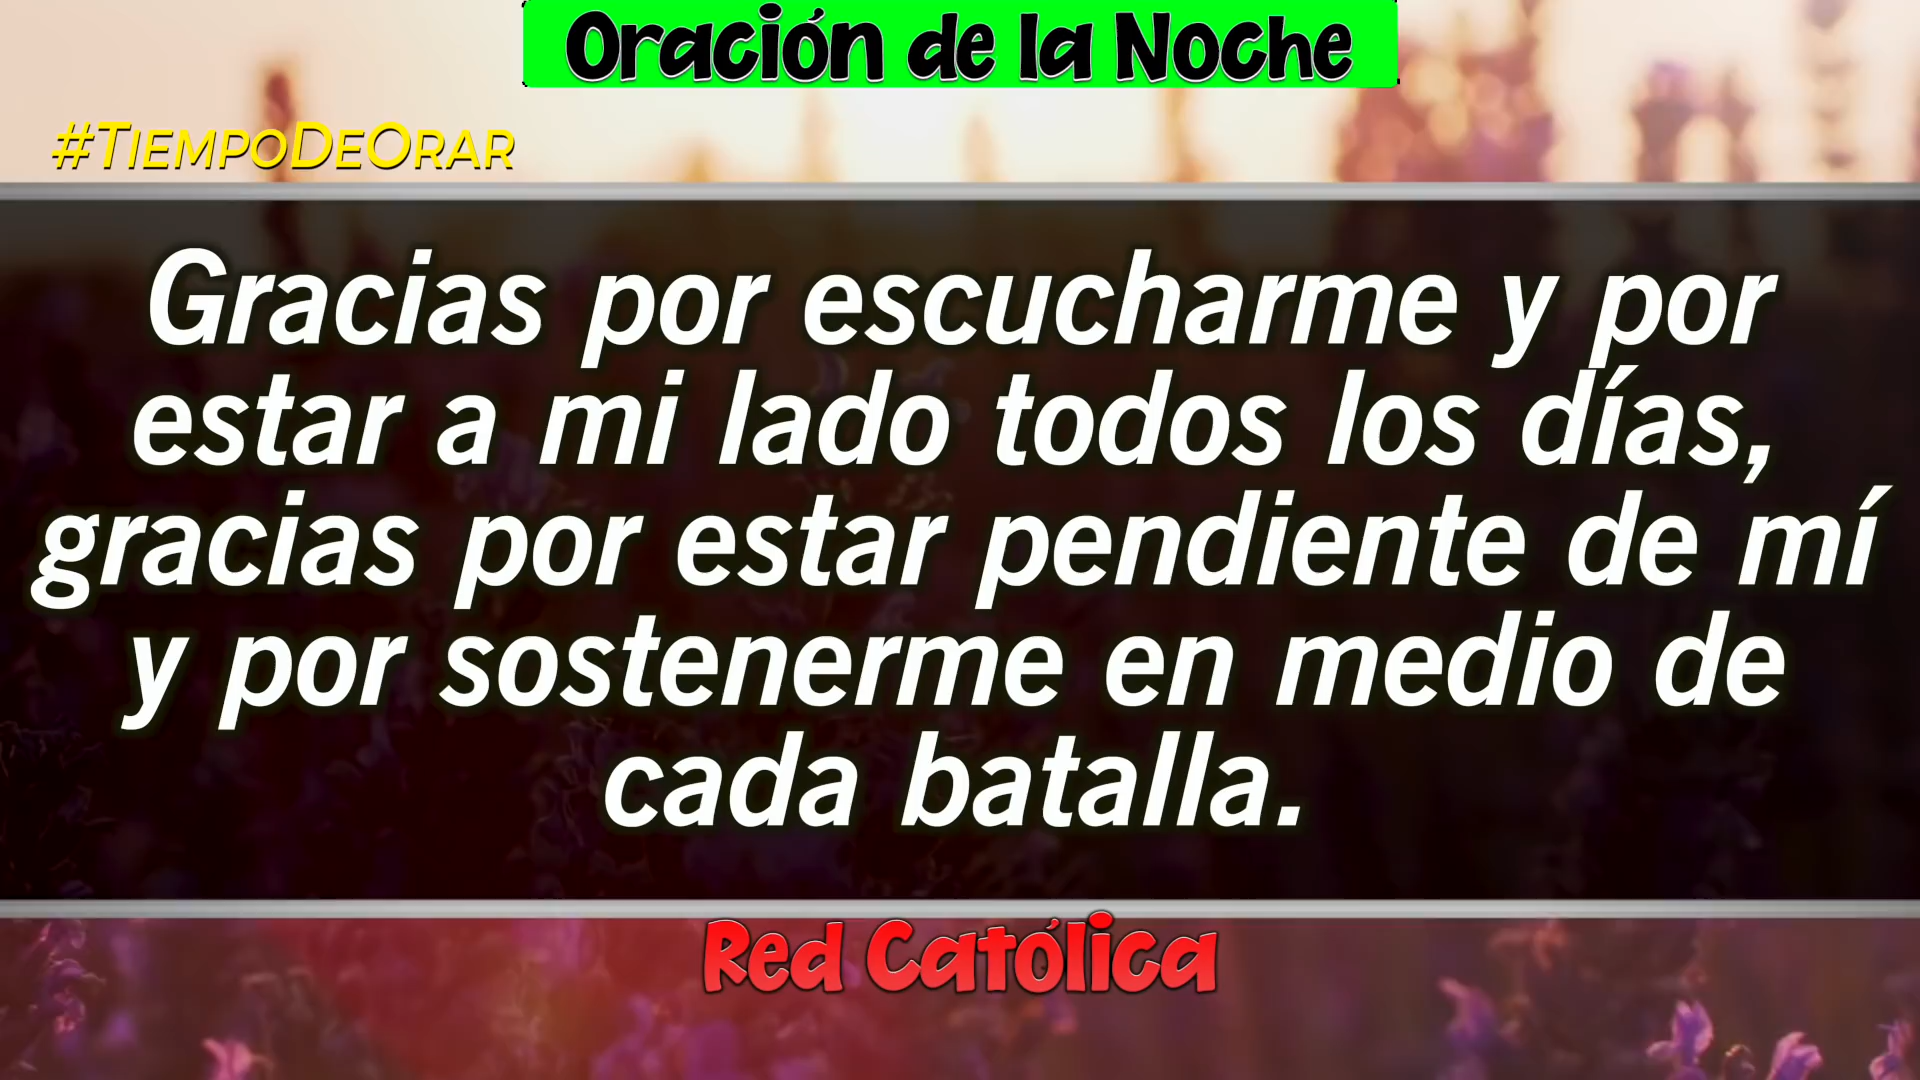 Oración de la Noche
#TiempoDeOrar
Gracias por escucharme y por
estar a mi lado todos los días,
gracias por estar pendiente de mí
y por sostenerme en medio de
cada batalla.
Red Católica